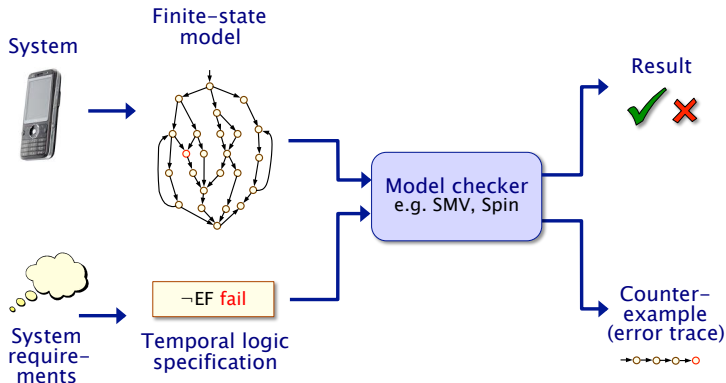 System
Finite-state
model
Result
Model checker
e.g. SMV, Spin
¬EF fail
System
require-
ments
Temporal logic
specification
Counter-
example
(error trace)